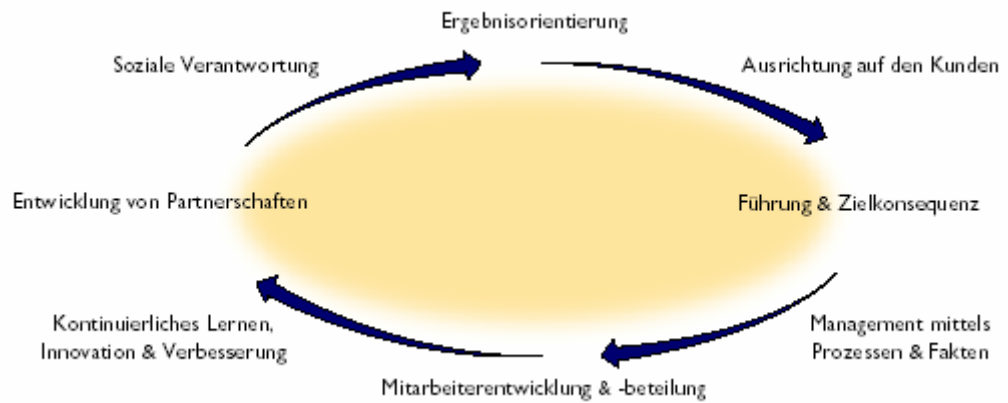 Ergebnisorientierung
Soziale Verantwortung
Ausrichtung auf den Kunden
Entwicklung von Partnerschaften
Führung & Zielkonsequenz
Kontinuierliches Lernen,
Innovation & Verbesserung
Management mittels
Prozessen & Fakten
Mitarbeiterentwicklung & -beteilung